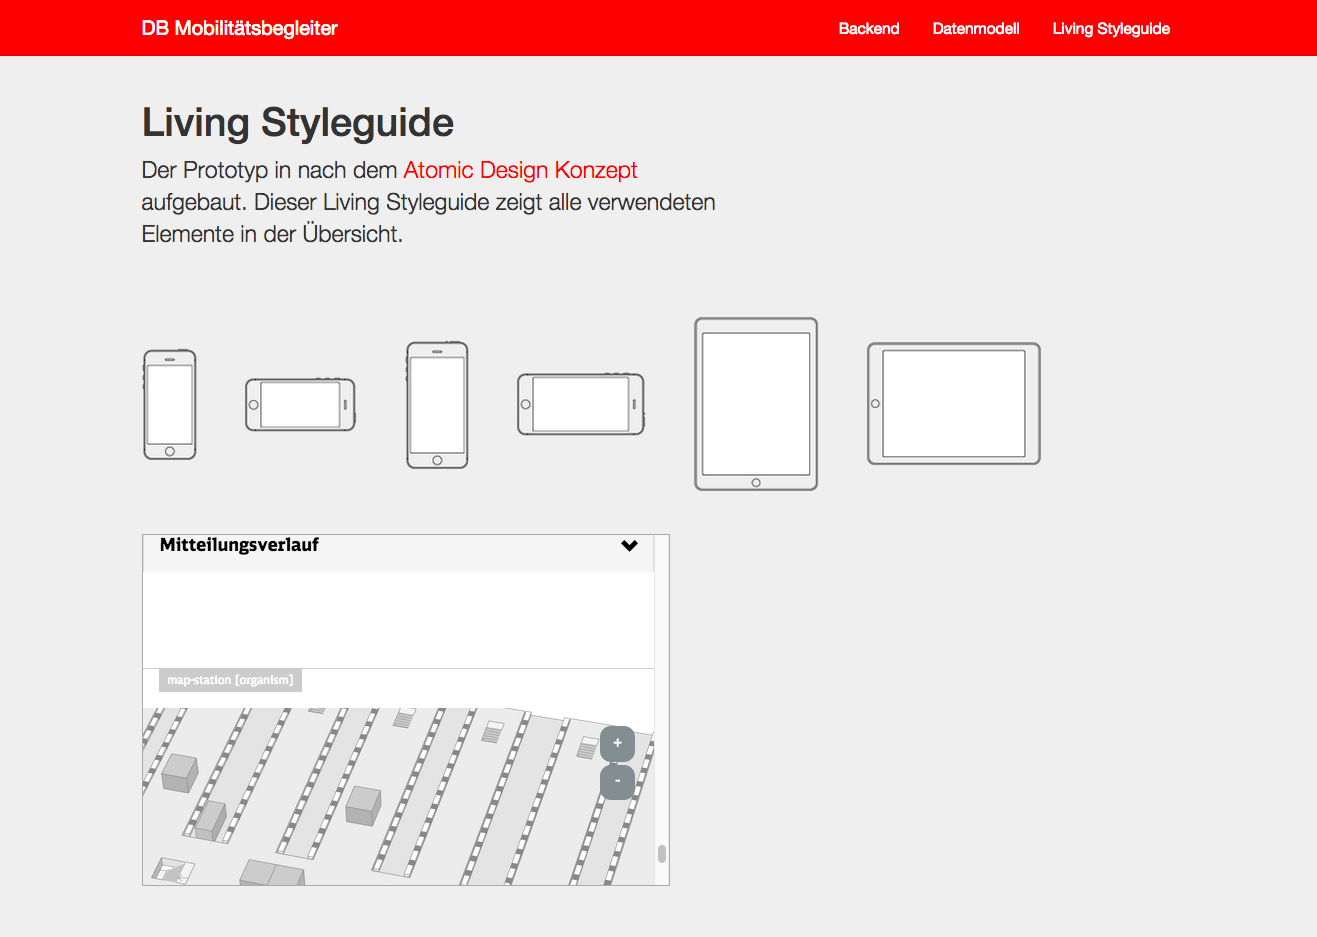 DB Mobilitätsbegleiter
Backend
Datenmodell
Living Styleguide
Living Styleguide
Der Prototyp in nach dem Atomic Design Konzept
aufgebaut. Dieser Living Styleguide zeigt alle verwendeten
Elemente in der Übersicht.
Mitteilungsverlauf
map-station [organism]
+
-